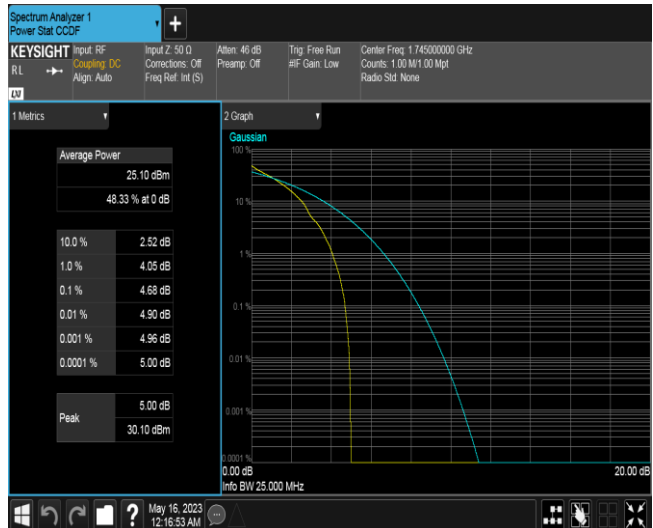 Spectrum Analyzer 1
Power Stat CCDF
+
KEYSIGHT
RL
LXI
Input: RF
Coupling: DC
Align: Auto
Input Z: 50 Ω
Corrections: Off
Freq Ref: Int (S)
Atten: 46 dB
Preamp: Off
Trig: Free Run
#IF Gain: Low
Center Freq: 1.745000000 GHz
Counts: 1.00 M/1.00 Mpt
Radio Std: None
1 Metrics
Average Power
25.10 dBm
48.33 % at 0 dB
10.0 % 2.52 dB
1.0 % 4.05 dB
0.1 % 4.68 dB
0.01 % 4.90 dB
0.001 % 4.96 dB
0.0001 % 5.00 dB
Peak
5.00 dB
30.10 dBm
2 Graph
Gaussian
100 %
10 %
1 %
0.1 %
0.01 %
0.001 %
0.0001 %
0.00 dB 20.00 dB
Info BW 25.000 MHz
?
May 16, 2023
12:16:53 AM